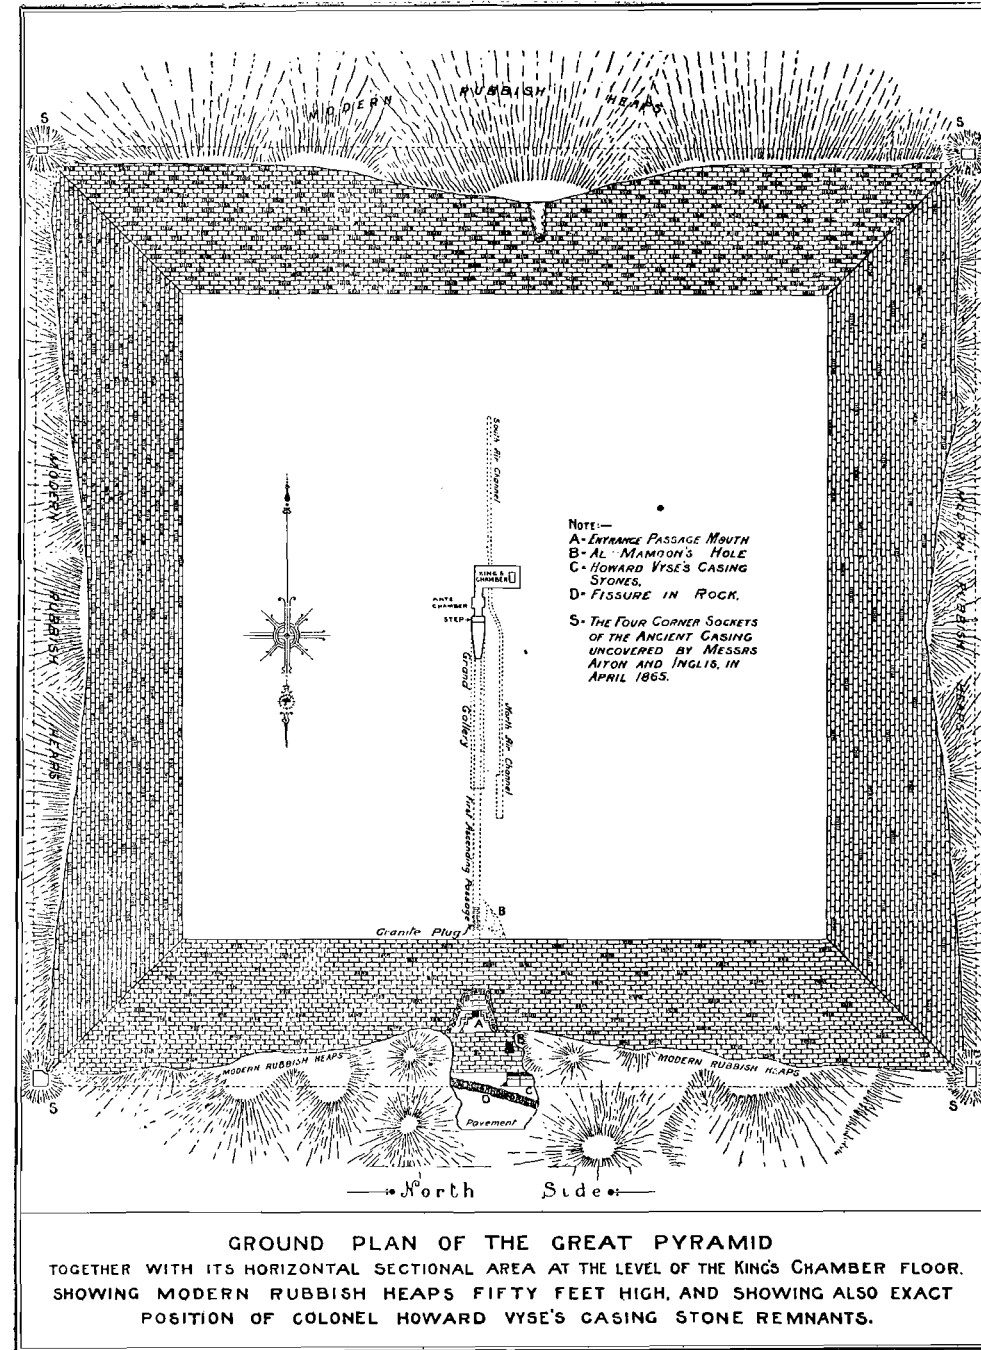 MODERN RUBBISH HEAPS
S
S
MODERN RUBBISH HEAPS
MODERN RUBBISH HEAPS
South Air Channel
KING'S
CHAMBER
ANTE
CHAMBER
STEP
Grand Gallery
North Air Channel
First Ascending Passage
B
Granite Plug
NOTE:—
A- ENTRANCE PASSAGE MOUTH
B- AL MAMOON'S HOLE
C- HOWARD VYSE'S CASING
STONES,
D- FISSURE IN ROCK,
S- THE FOUR CORNER SOCKETS
OF THE ANCIENT CASING
UNCOVERED BY MESSRS
AITON AND INGLIS, IN
APRIL 1865.
A
B
MODERN RUBBISH HEAPS
MODERN RUBBISH HEAPS
C
D
S
S
Pavement
North Side
GROUND PLAN OF THE GREAT PYRAMID
TOGETHER WITH ITS HORIZONTAL SECTIONAL AREA AT THE LEVEL OF THE KING'S CHAMBER FLOOR.
SHOWING MODERN RUBBISH HEAPS FIFTY FEET HIGH, AND SHOWING ALSO EXACT
POSITION OF COLONEL HOWARD VYSE'S CASING STONE REMNANTS.